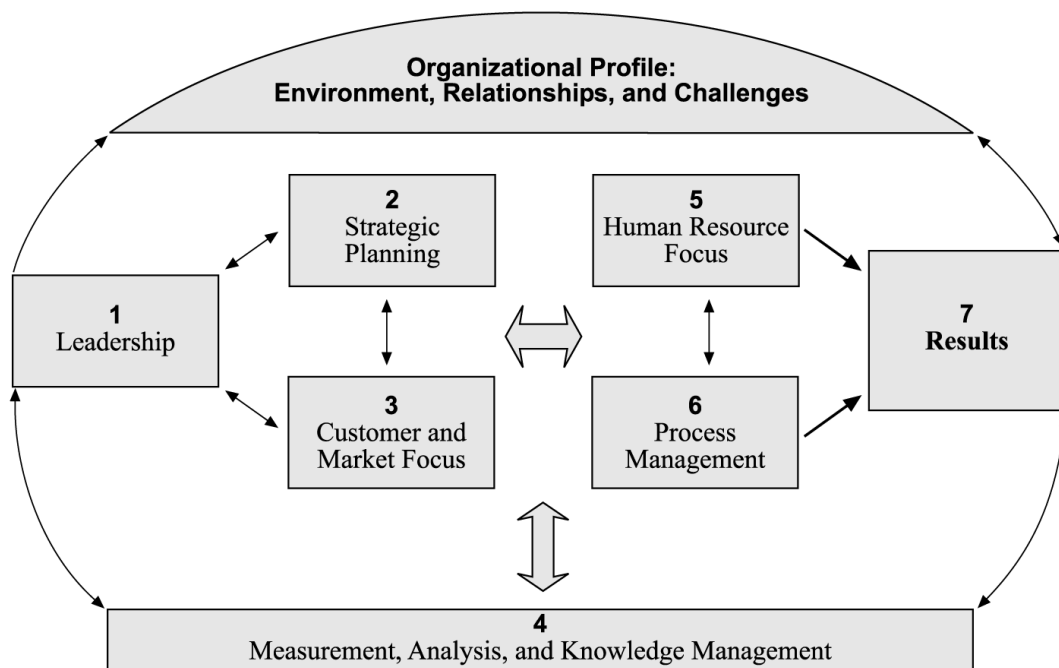 Organizational Profile:
Environment, Relationships, and Challenges
2
Strategic
Planning
5
Human Resource
Focus
1
Leadership
7
Results
3
Customer and
Market Focus
6
Process
Management
4
Measurement, Analysis, and Knowledge Management